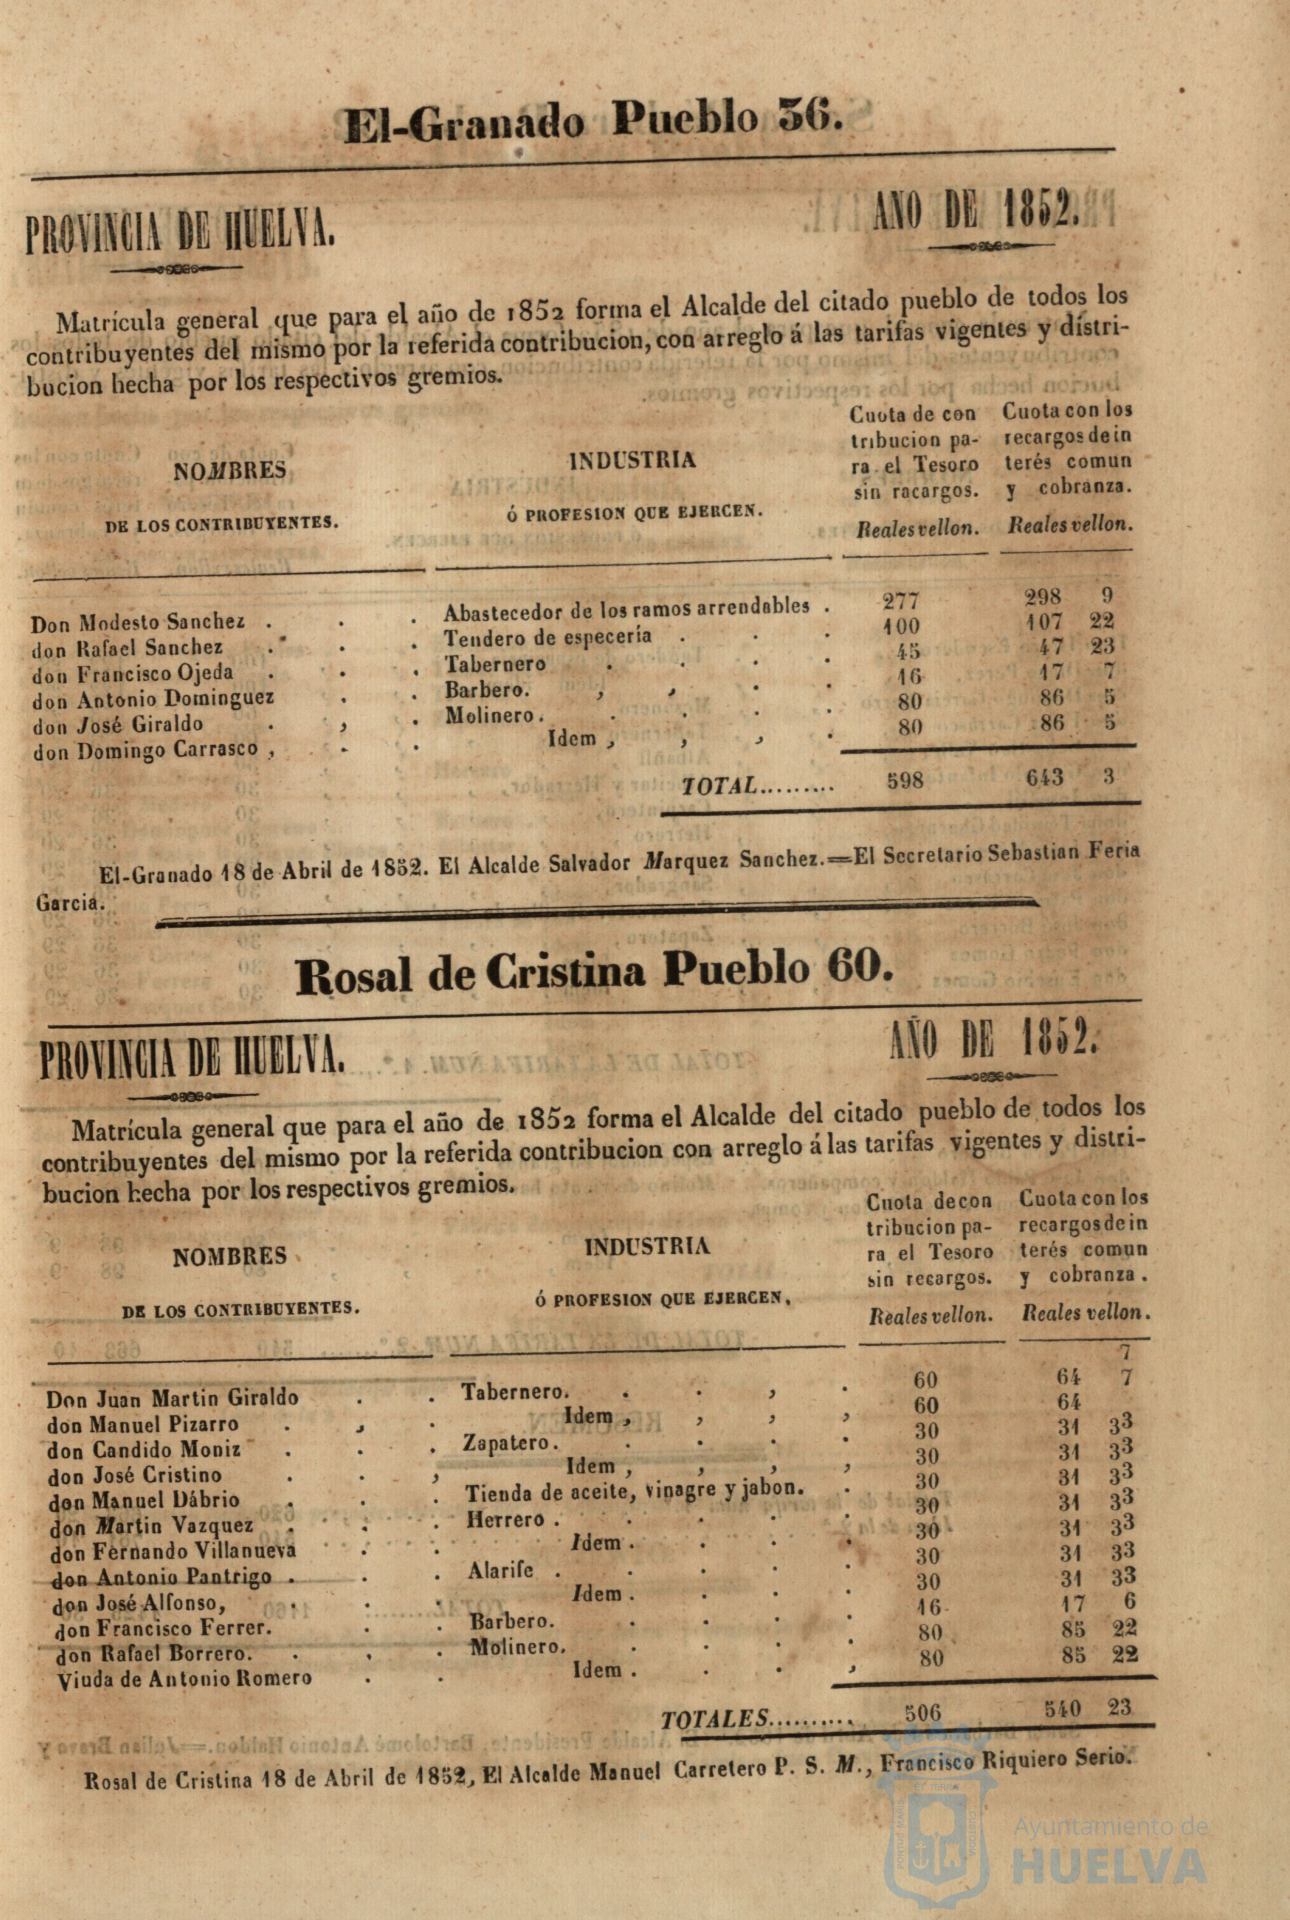 El-Granado Pueblo 36.
PROVINCIA DE HUELVA. AÑO DE 1852.
Matrícula general que para el año de 1852 forma el Alcalde del citado pueblo de todos los
contribuyentes del mismo por la referida contribucion, con arreglo á las tarifas vigentes y distri-
bucion hecha por los respectivos gremios.
NOMBRES DE LOS CONTRIBUYENTES.
INDUSTRIA Ó PROFESION QUE EJERCEN.
Cuota de con
tribucion pa-
ra el Tesoro
sin racargos.
Reales vellon.
Cuota con los
recargos de in
terés comun
y cobranza.
Reales vellon.
Don Modesto Sanchez . . . Abastecedor de los ramos arrendables . 277 298 9
don Rafael Sanchez . . . Tendero de especería . . . 100 107 22
don Francisco Ojeda . . . Tabernero . . . . 45 47 23
don Antonio Dominguez . . Barbero. , , . . 16 17 7
don José Giraldo . , . Molinero. . . . . 80 86 5
don Domingo Carrasco , . . Idem , , , . 80 86 5
TOTAL......... 598 643 3
El-Granado 18 de Abril de 1852. El Alcalde Salvador Marquez Sanchez.=El Secretario Sebastian Feria
Garcia.
Rosal de Cristina Pueblo 60.
PROVINCIA DE HUELVA. AÑO DE 1852.
Matrícula general que para el año de 1852 forma el Alcalde del citado pueblo de todos los
contribuyentes del mismo por la referida contribucion con arreglo á las tarifas vigentes y distri-
bucion hecha por los respectivos gremios.
NOMBRES DE LOS CONTRIBUYENTES.
INDUSTRIA Ó PROFESION QUE EJERCEN,
Cuota de con
tribucion pa-
ra el Tesoro
sin recargos.
Reales vellon.
Cuota con los
recargos de in
terés comun
y cobranza.
Reales vellon.
Don Juan Martin Giraldo . . Tabernero. . . , . 60 64 7
don Manuel Pizarro . , . Idem , , , , 60 64 7
don Candido Moniz . . . Zapatero. . . . . 30 31 33
don José Cristino . . , Idem , , , , 30 31 33
don Manuel Dábrio . . . Tienda de aceite, vinagre y jabon. . 30 31 33
don Martin Vazquez . . . Herrero . . . . . 30 31 33
don Fernando Villanueva . . Idem . . . . 30 31 33
don Antonio Pantrigo . . . Alarife . . . . . 30 31 33
don José Alfonso, . . . Idem . . . . 30 31 33
don Francisco Ferrer. . . Barbero. . . . . 16 17 6
don Rafael Borrero. . , . Molinero. . . . . 80 85 22
Viuda de Antonio Romero . . Idem . . . , 80 85 22
TOTALES.......... 506 540 23
Rosal de Cristina 18 de Abril de 1852, El Alcalde Manuel Carretero P. S. M., Francisco Riquiero Serio.
Ayuntamiento de
HUELVA